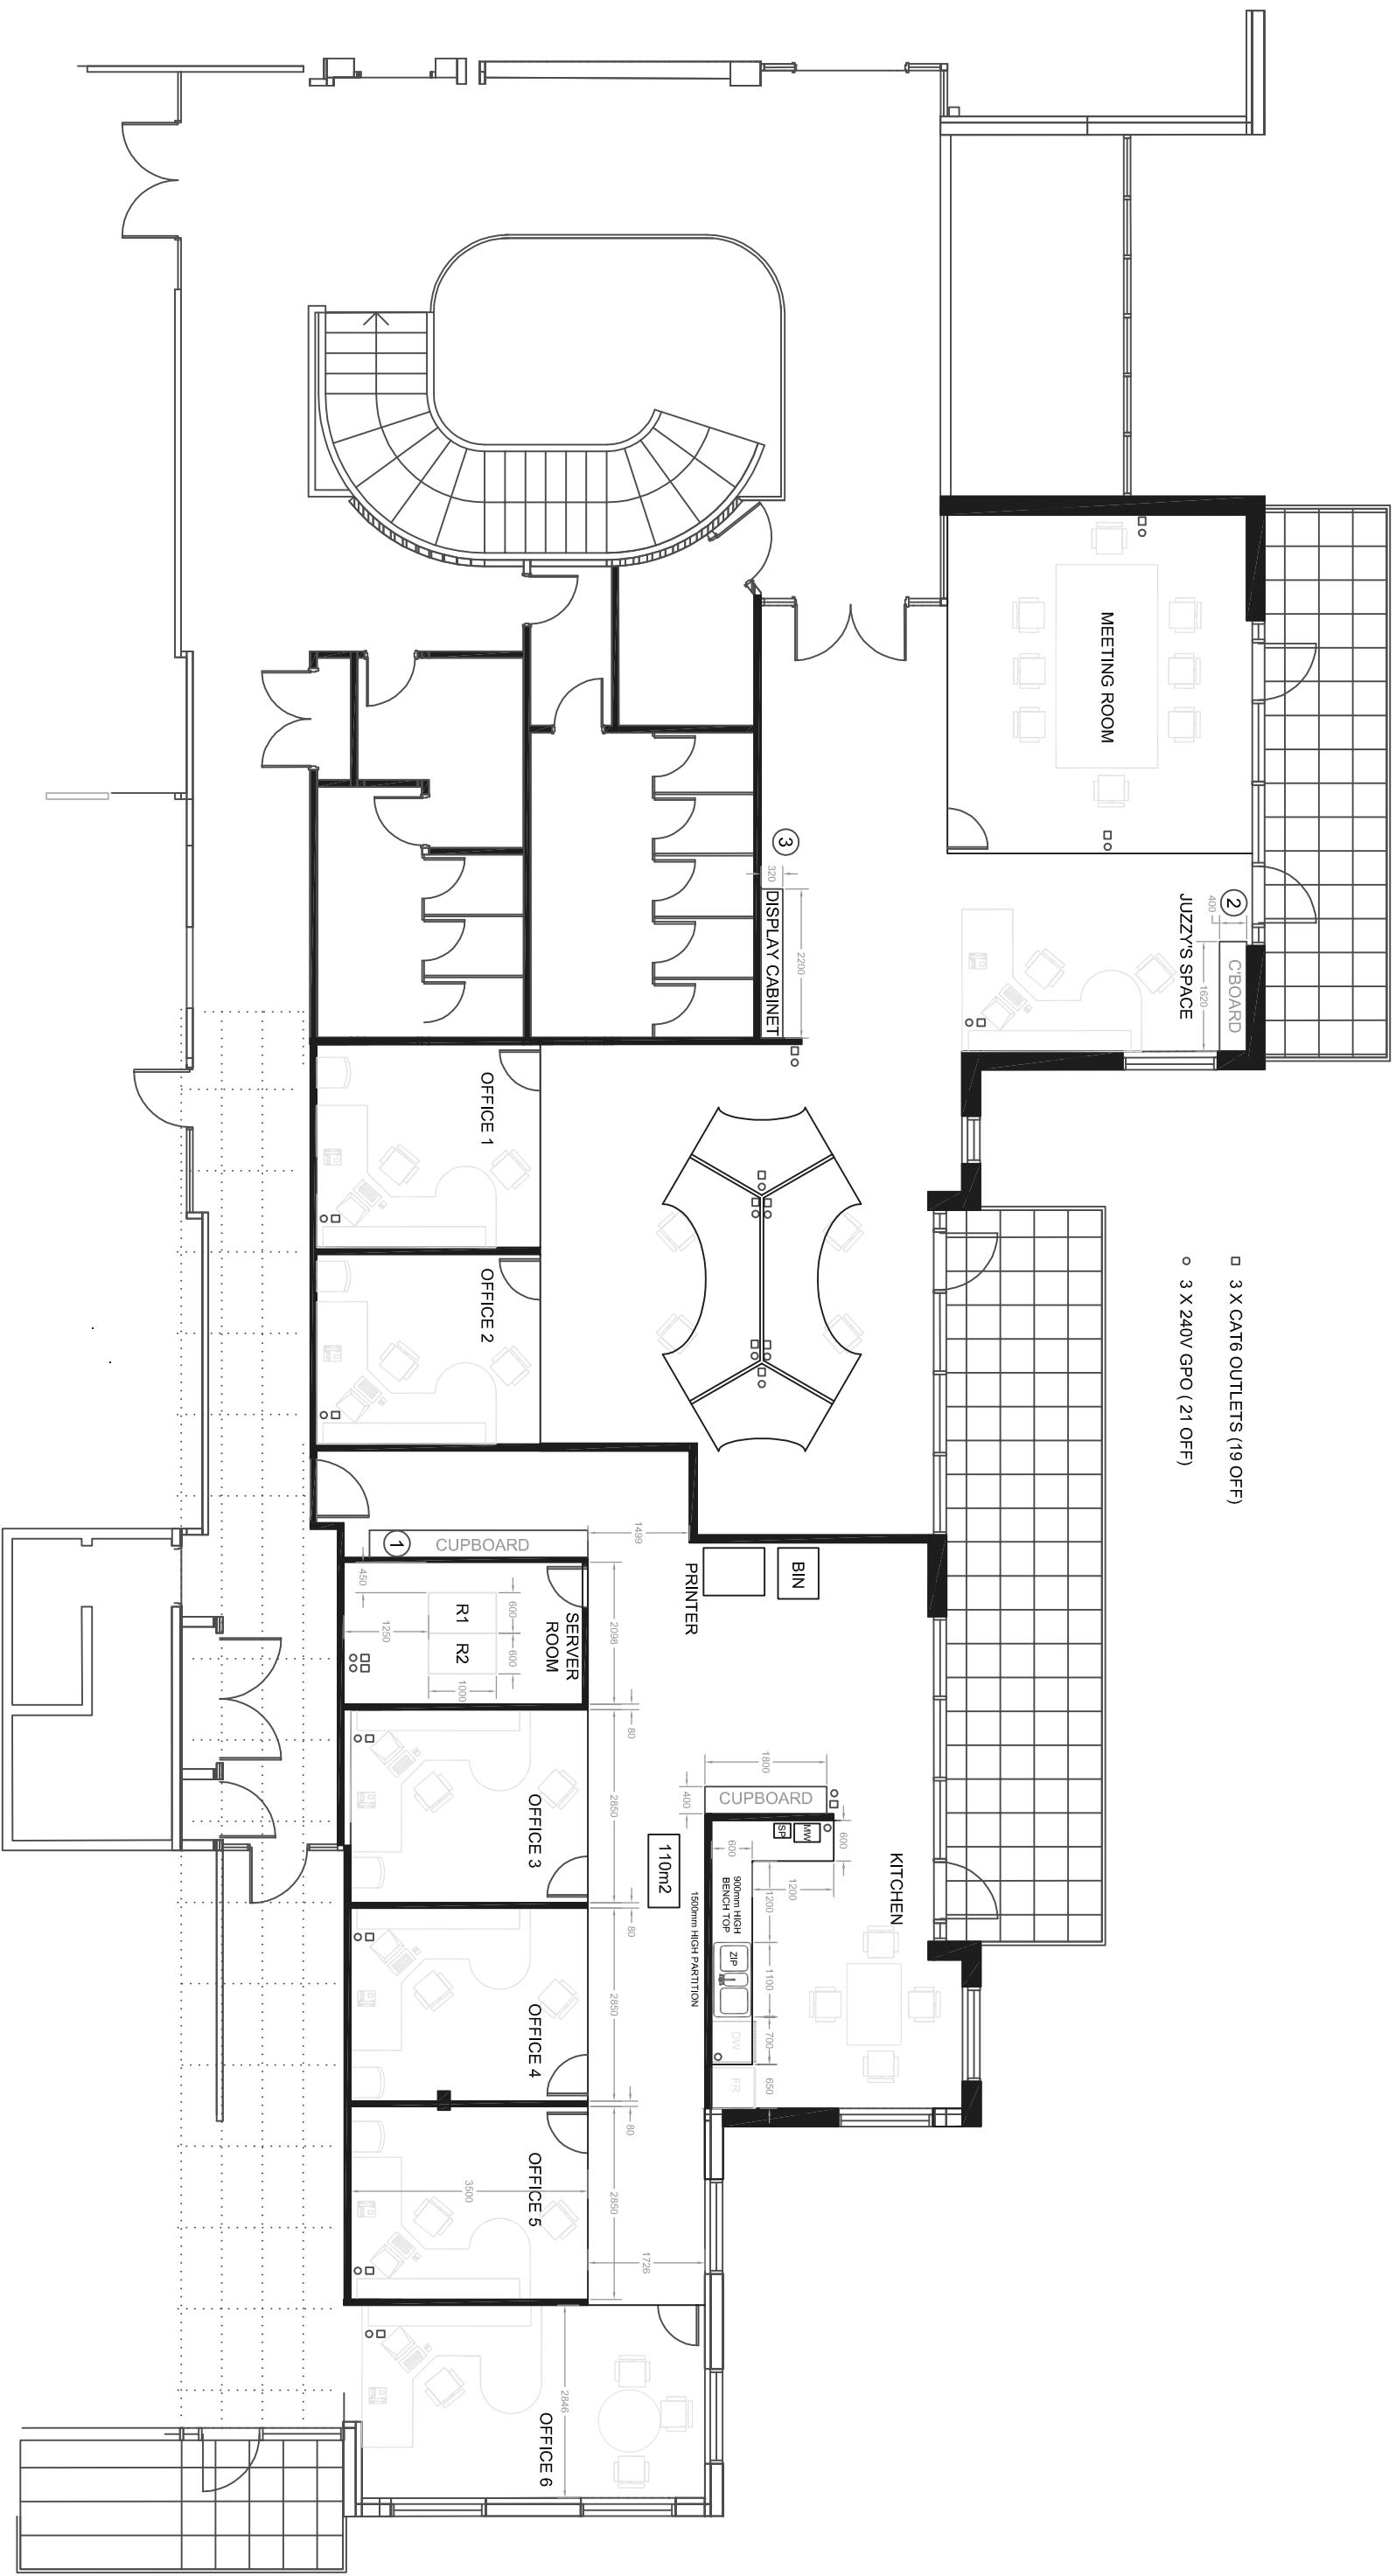 3 X CAT6 OUTLETS (19 OFF)
3 X 240V GPO ( 21 OFF)
MEETING ROOM
2
400
C'BOARD
1620
JUZZY'S SPACE
3
320
DISPLAY CABINET
2200
OFFICE 1
OFFICE 2
1
CUPBOARD
1499
450
1250
R1
R2
600
600
1000
SERVER
ROOM
2098
PRINTER
BIN
80
2850
OFFICE 3
1800
400
CUPBOARD
110m2
1500mm HIGH PARTITION
SP
MW
600
600
900mm HIGH
BENCH TOP
1200
1200
KITCHEN
ZIP
1100
DW
700
FR
650
80
2850
OFFICE 4
80
2850
OFFICE 5
3500
1726
2846
OFFICE 6